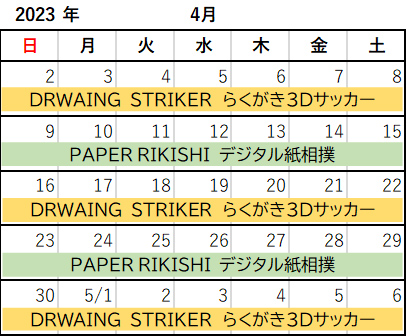 2023 年 4月
日 月 火 水 木 金 土
2 3 4 5 6 7 8
DRWAING STRIKER らくがき3Dサッカー
9 10 11 12 13 14 15
PAPER RIKISHI デジタル紙相撲
16 17 18 19 20 21 22
DRWAING STRIKER らくがき3Dサッカー
23 24 25 26 27 28 29
PAPER RIKISHI デジタル紙相撲
30 5/1 2 3 4 5 6
DRWAING STRIKER らくがき3Dサッカー